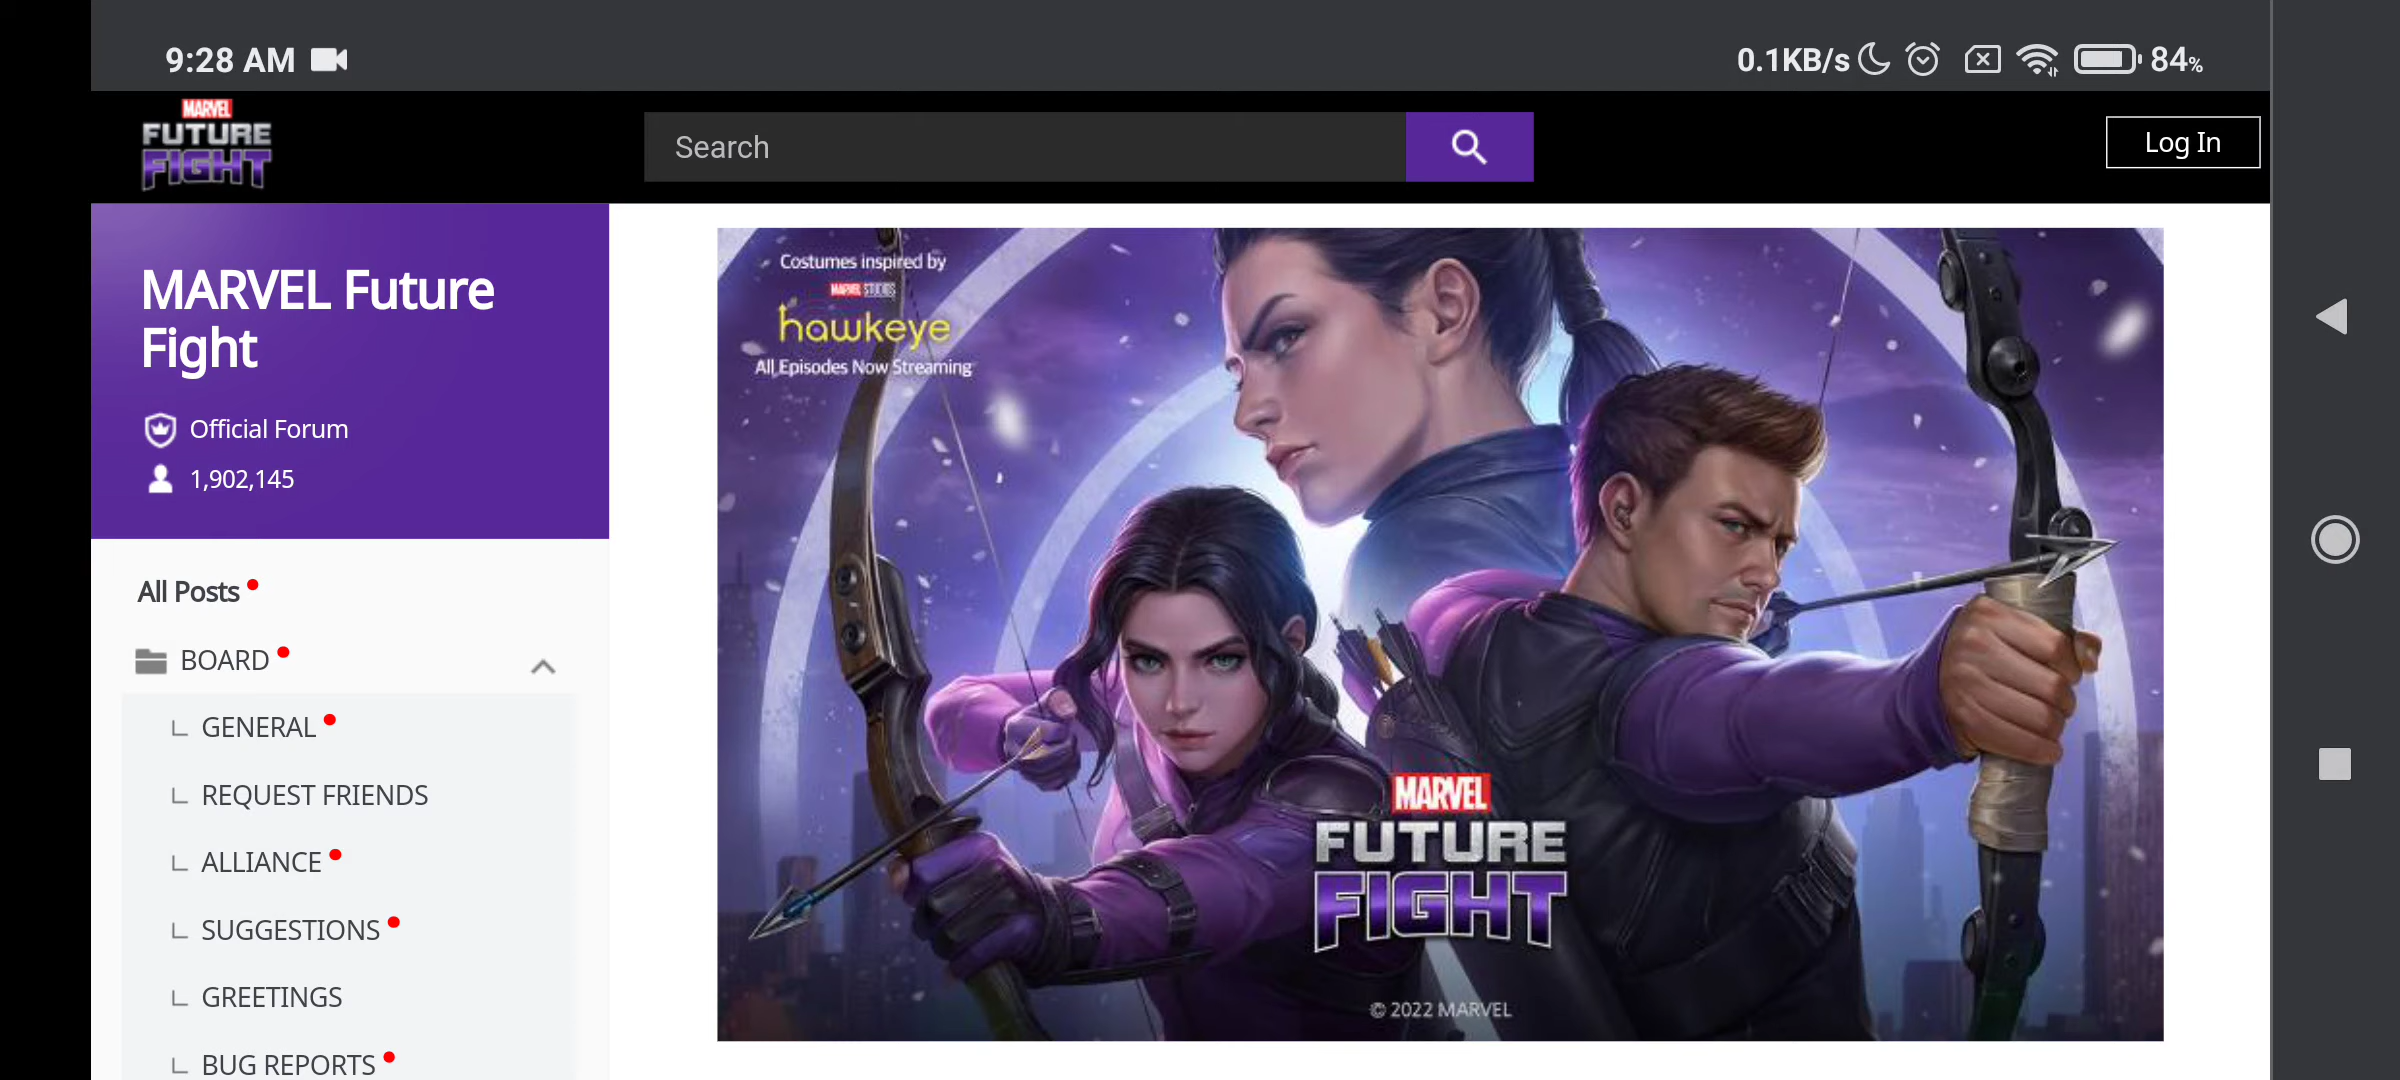 9:28 AM
0.1KB/s
84%
MARVEL
FUTURE
FIGHT
Search
Log In
MARVEL Future
Fight
Official Forum
1,902,145
All Posts
BOARD
GENERAL
REQUEST FRIENDS
ALLIANCE
SUGGESTIONS
GREETINGS
BUG REPORTS
Costumes inspired by
MARVEL STUDIOS
hawkeye
All Episodes Now Streaming
MARVEL
FUTURE
FIGHT
© 2022 MARVEL